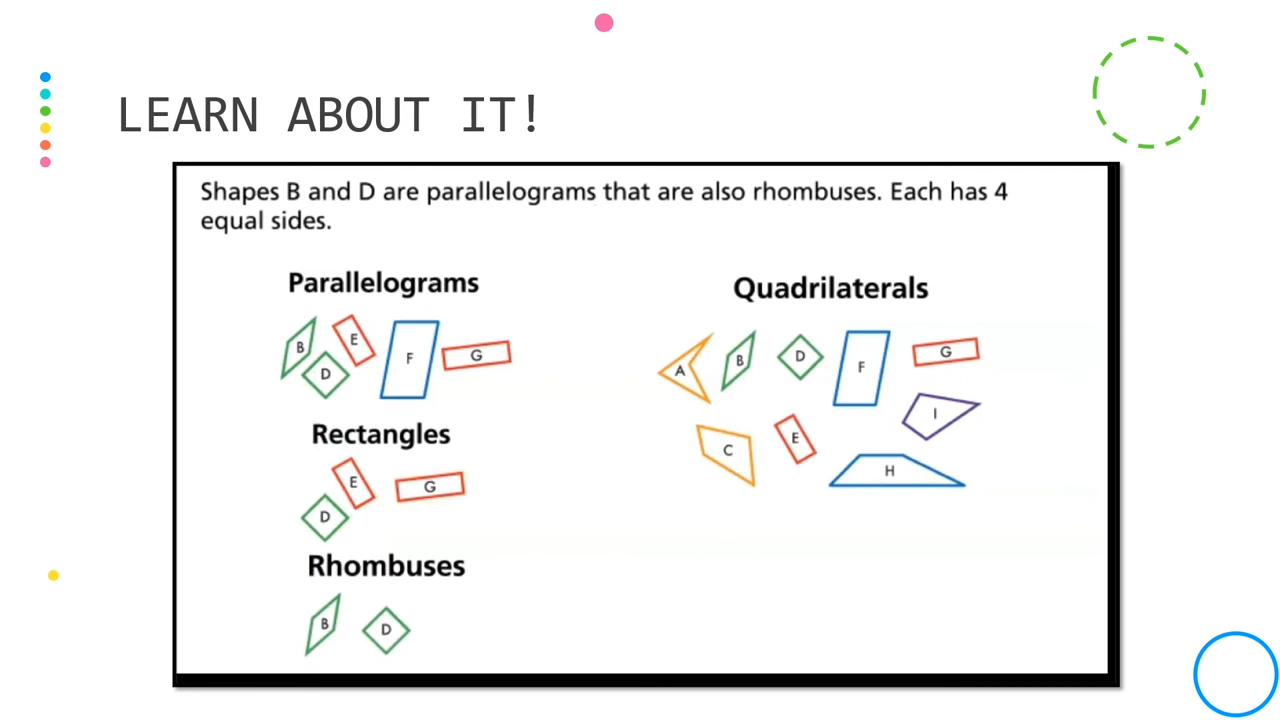 LEARN ABOUT IT!
Shapes B and D are parallelograms that are also rhombuses. Each has 4
equal sides.
Parallelograms
B E D F G
Rectangles
E D G
Rhombuses
B D
Quadrilaterals
A B D F G
C E H I